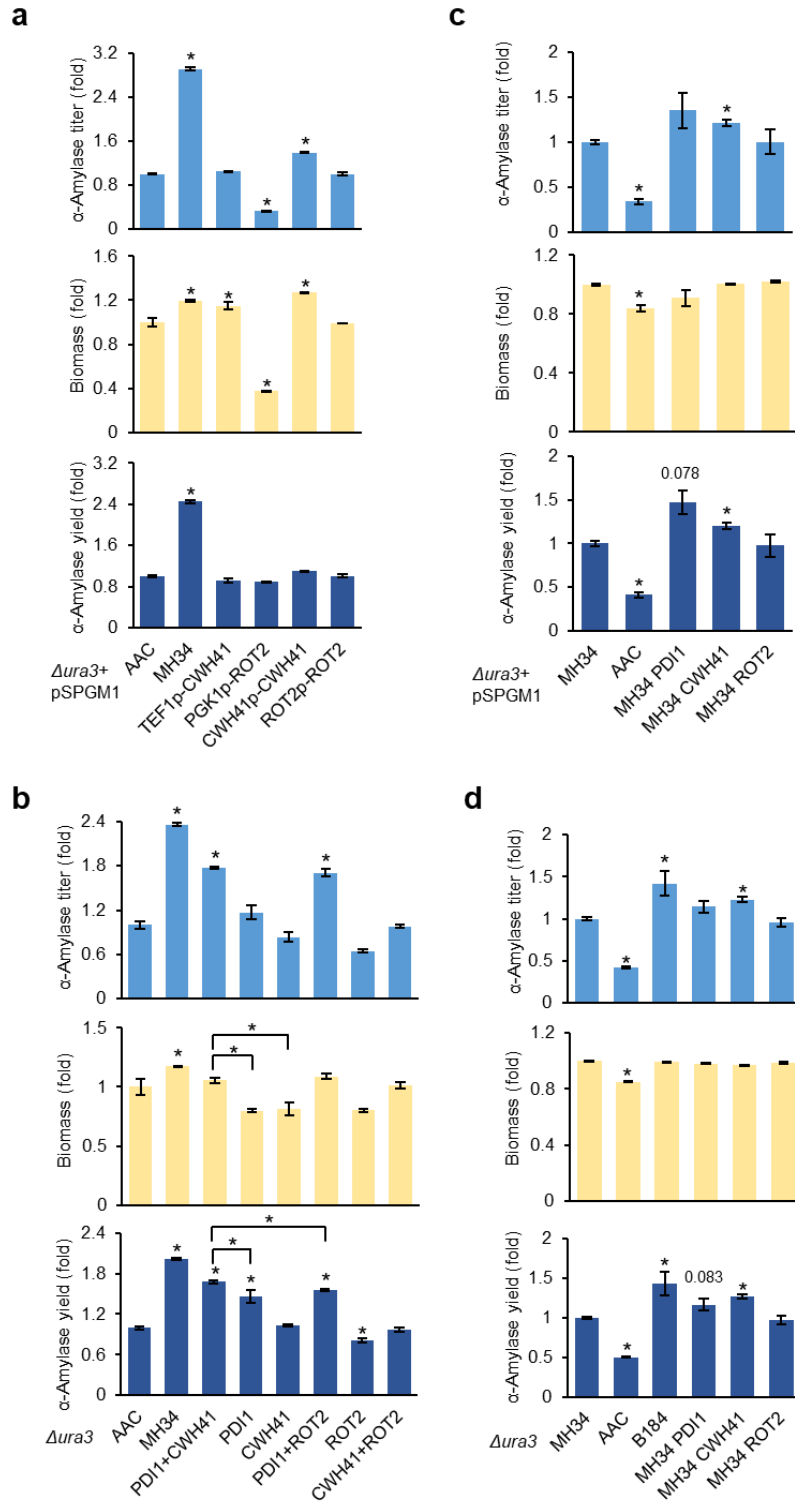 a
α-Amylase titer (fold)
3.2
2.4
1.6
0.8
0
*
*
*
Biomass (fold)
1.6
1.2
0.8
0.4
0
*
*
*
*
α-Amylase yield (fold)
3.2
2.4
1.6
0.8
0
*
Δura3+
pSPGM1
AAC
MH34
TEF1p-CWH41
PGK1p-ROT2
CWH41p-CWH41
ROT2p-ROT2
c
α-Amylase titer (fold)
2
1.5
1
0.5
0
*
*
Biomass (fold)
1.2
0.8
0.4
0
*
α-Amylase yield (fold)
2
1.5
1
0.5
0
*
0.078
*
Δura3+
pSPGM1
MH34
AAC
MH34 PDI1
MH34 CWH41
MH34 ROT2
b
α-Amylase titer (fold)
2.4
1.8
1.2
0.6
0
*
*
*
Biomass (fold)
1.5
1
0.5
0
*
*
*
α-Amylase yield (fold)
2.4
1.8
1.2
0.6
0
*
*
*
*
*
*
*
Δura3
AAC
MH34
PDI1+CWH41
PDI1
CWH41
PDI1+ROT2
ROT2
CWH41+ROT2
d
α-Amylase titer (fold)
2
1.5
1
0.5
0
*
*
*
Biomass (fold)
1.2
0.8
0.4
0
*
α-Amylase yield (fold)
2
1.5
1
0.5
0
*
*
0.083
*
Δura3
MH34
AAC
B184
MH34 PDI1
MH34 CWH41
MH34 ROT2